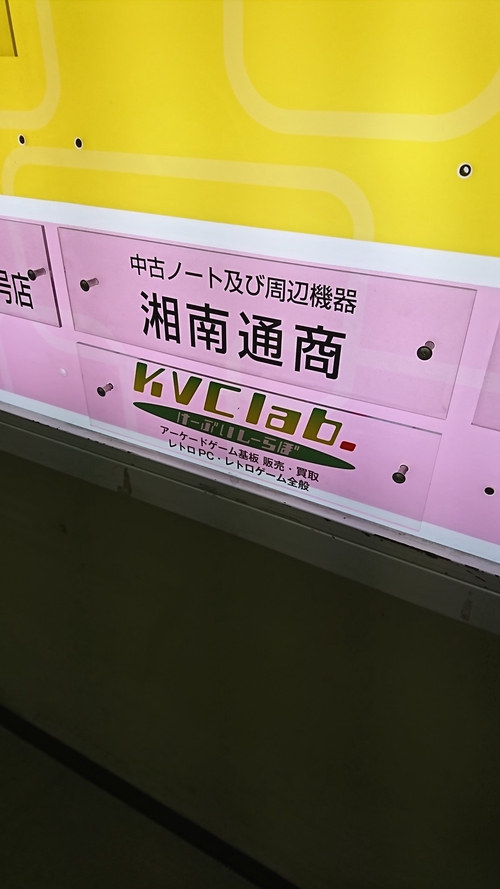 号店
中古ノート及び周辺機器
湘南通商
KVClab.
けーぶいしーらぼ
アーケードゲーム基板 販売・買取
レトロPC・レトロゲーム全般